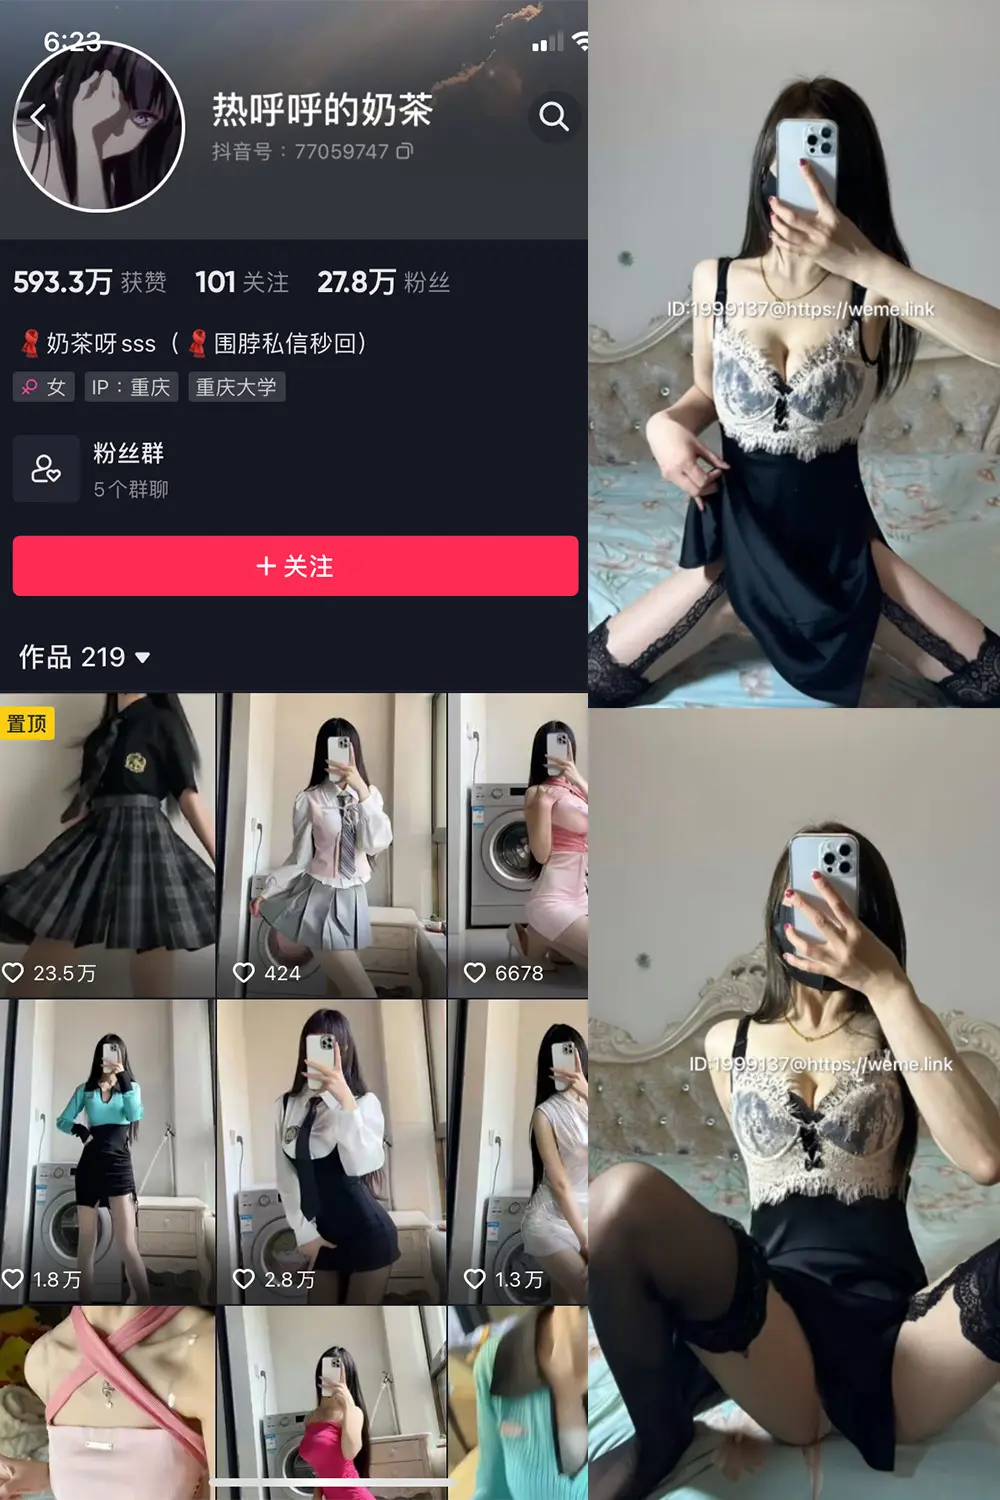 6:23
热呼呼的奶茶
抖音号：77059747
593.3万 获赞 101 关注 27.8万 粉丝
奶茶呀sss（围脖私信秒回）
女 IP：重庆 重庆大学
粉丝群
5个群聊
+ 关注
作品 219
置顶
23.5万
424
6678
1.8万
2.8万
1.3万
ID:1999137@https://weme.link
ID:1999137@https://weme.link